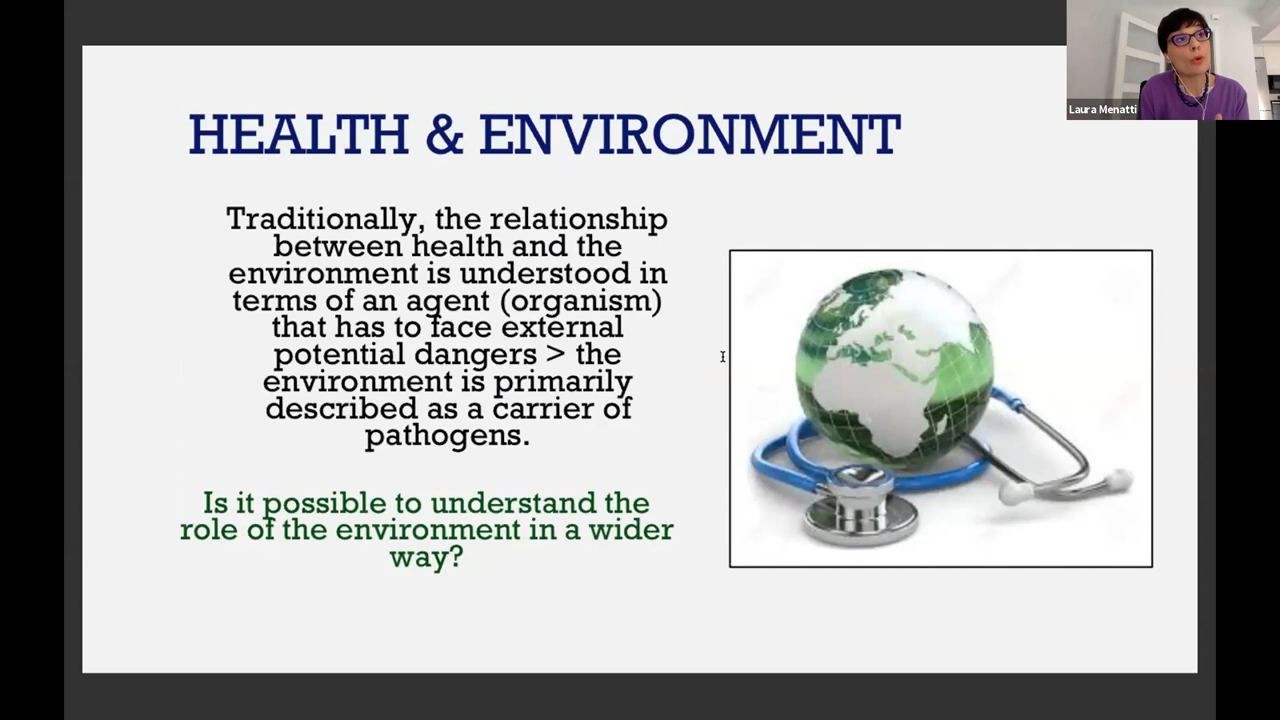 HEALTH & ENVIRONMENT
Traditionally, the relationship
between health and the
environment is understood in
terms of an agent (organism)
that has to face external
potential dangers > the
environment is primarily
described as a carrier of
pathogens.
Is it possible to understand the
role of the environment in a wider
way?
Laura Menatti